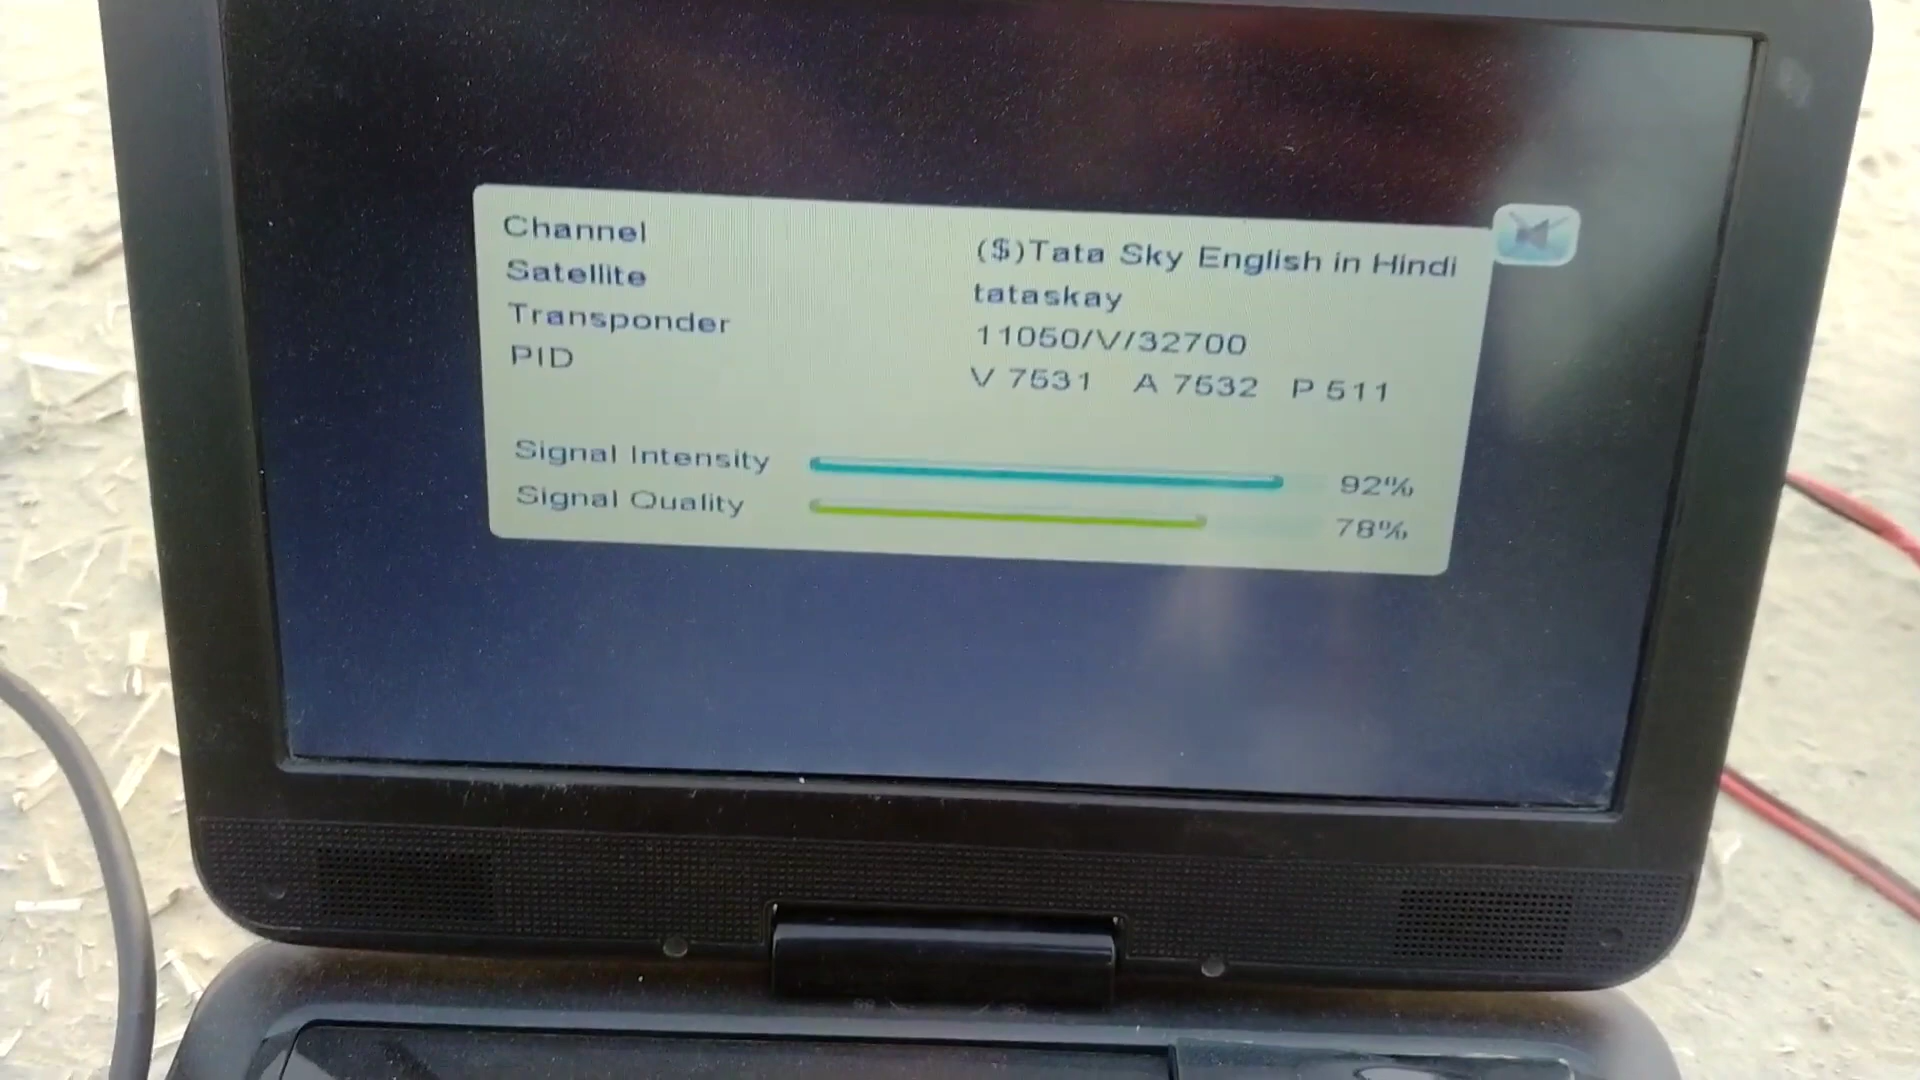 Channel ($)Tata Sky English in Hindi
Satellite tataskay
Transponder 11050/V/32700
PID V 7531 A 7532 P 511
Signal Intensity 92%
Signal Quality 78%